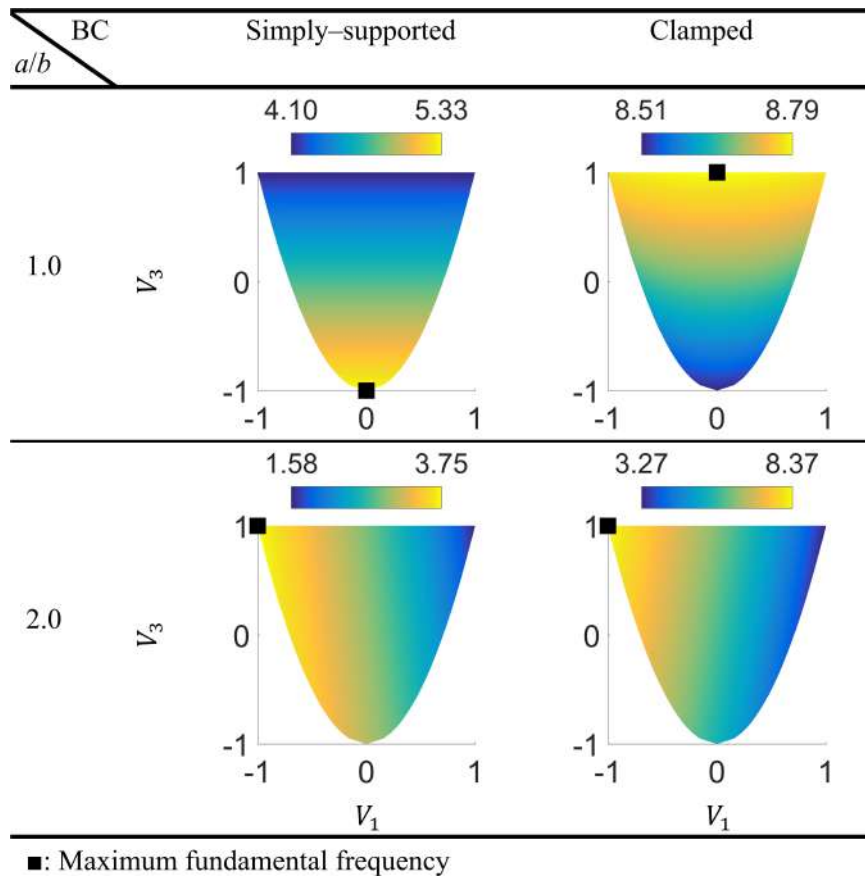 BC Simply–supported Clamped
a/b
4.10 5.33 8.51 8.79
1 1
1.0 V₃ 0 0
-1 -1
-1 0 1 -1 0 1
1.58 3.75 3.27 8.37
1 1
2.0 V₃ 0 0
-1 -1
-1 0 1 -1 0 1
V₁ V₁
■: Maximum fundamental frequency